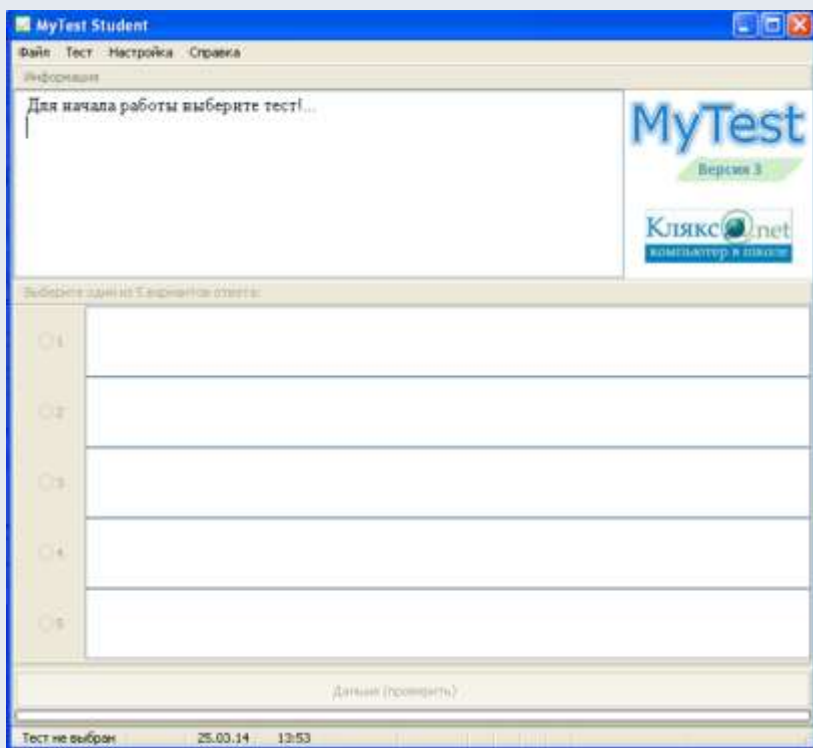 MyTest Student
Файл Тест Настройка Справка
Информация
Для начала работы выберите тест!...
MyTest
Версия 3
Клякс@.net
компьютер в школе
Выберите один из 5 вариантов ответа:
1
2
3
4
5
Дальше (проверить)
Тест не выбран 25.03.14 13:53